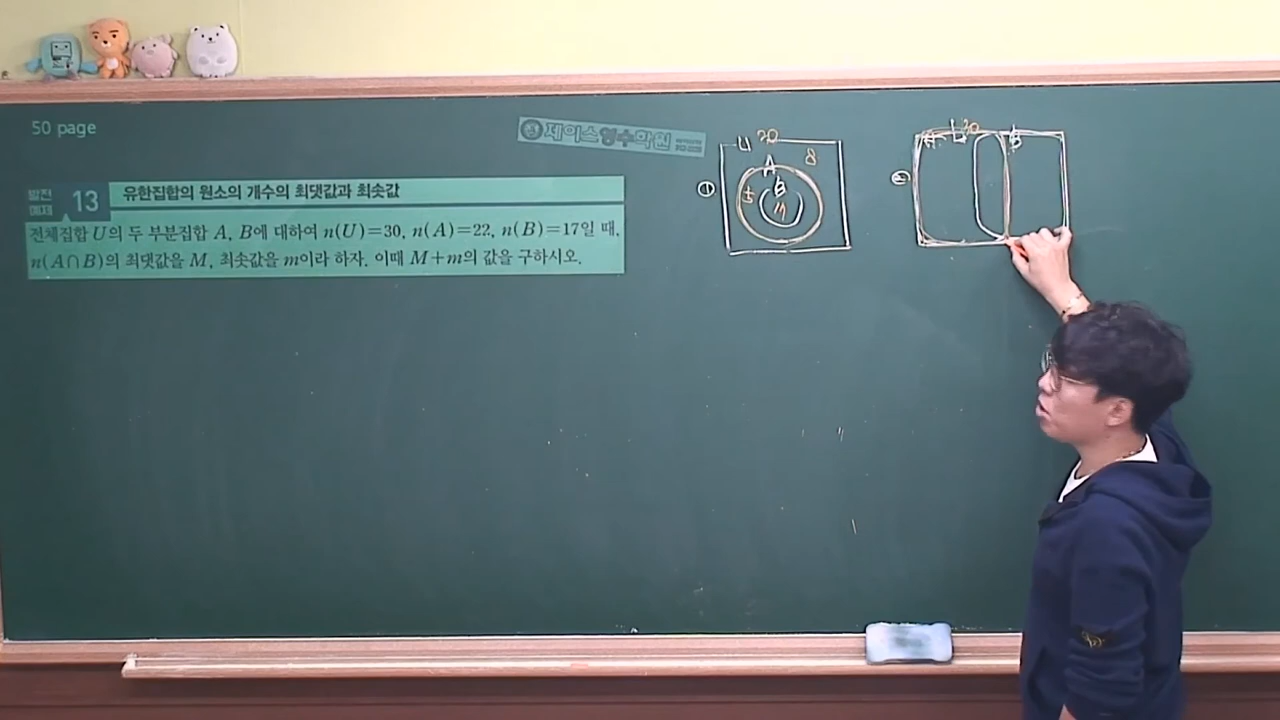 50 page
제이스영수학원
발전
예제 13 유한집합의 원소의 개수의 최댓값과 최솟값
전체집합 U의 두 부분집합 A, B에 대하여 n(U)=30, n(A)=22, n(B)=17일 때,
n(A∩B)의 최댓값을 M, 최솟값을 m이라 하자. 이때 M+m의 값을 구하시오.
① U 30
8
A
5 B
17
② U 30
A B